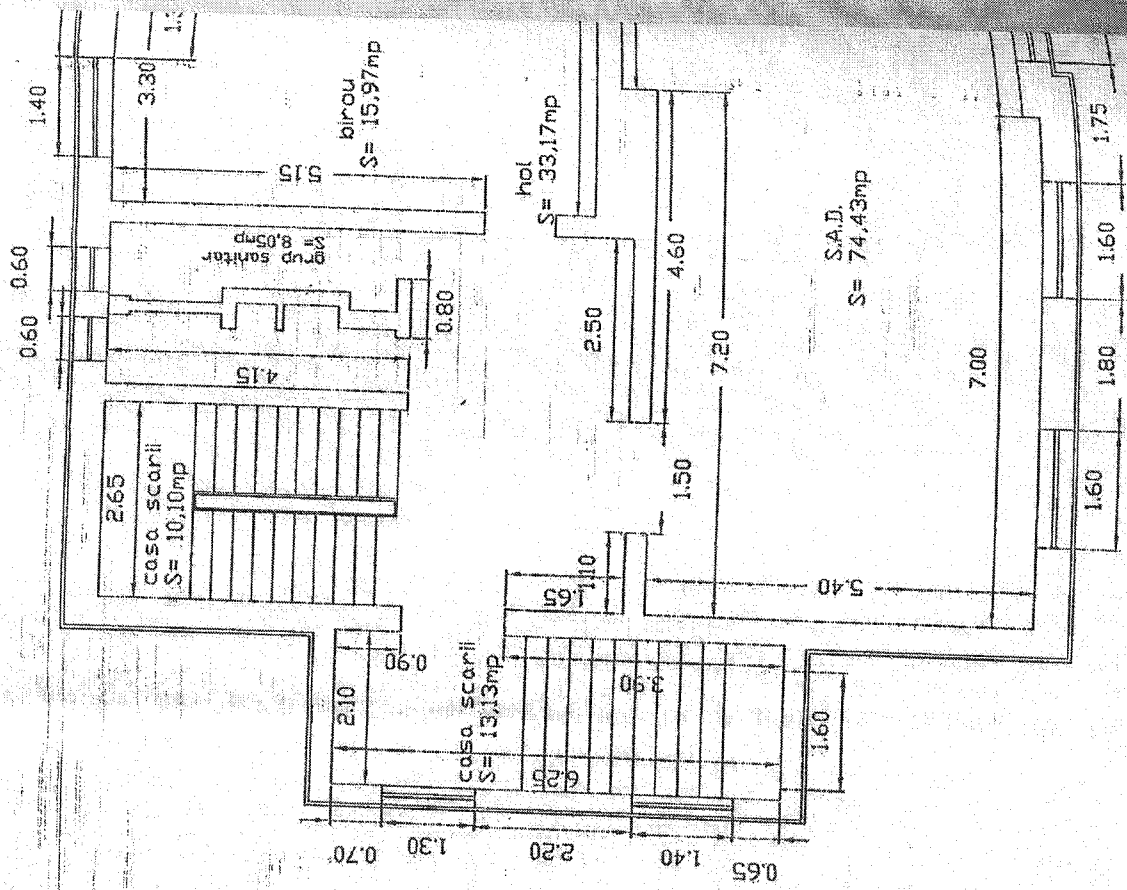 1.40
3.30
birou
S= 15,97mp
5.15
0.60
0.60
grup sanitar
S= 8,05mp
0.80
4.15
hol
S= 33,17mp
2.65
casa scarii
S= 10,10mp
2.50
4.60
7.20
S.A.D.
S= 74,43mp
7.00
1.75
1.60
1.80
1.60
1.50
1.10
1.65
5.40
0.90
2.10
casa scarii
S= 13,13mp
3.90
6.25
1.60
0.70
1.30
2.20
1.40
0.65